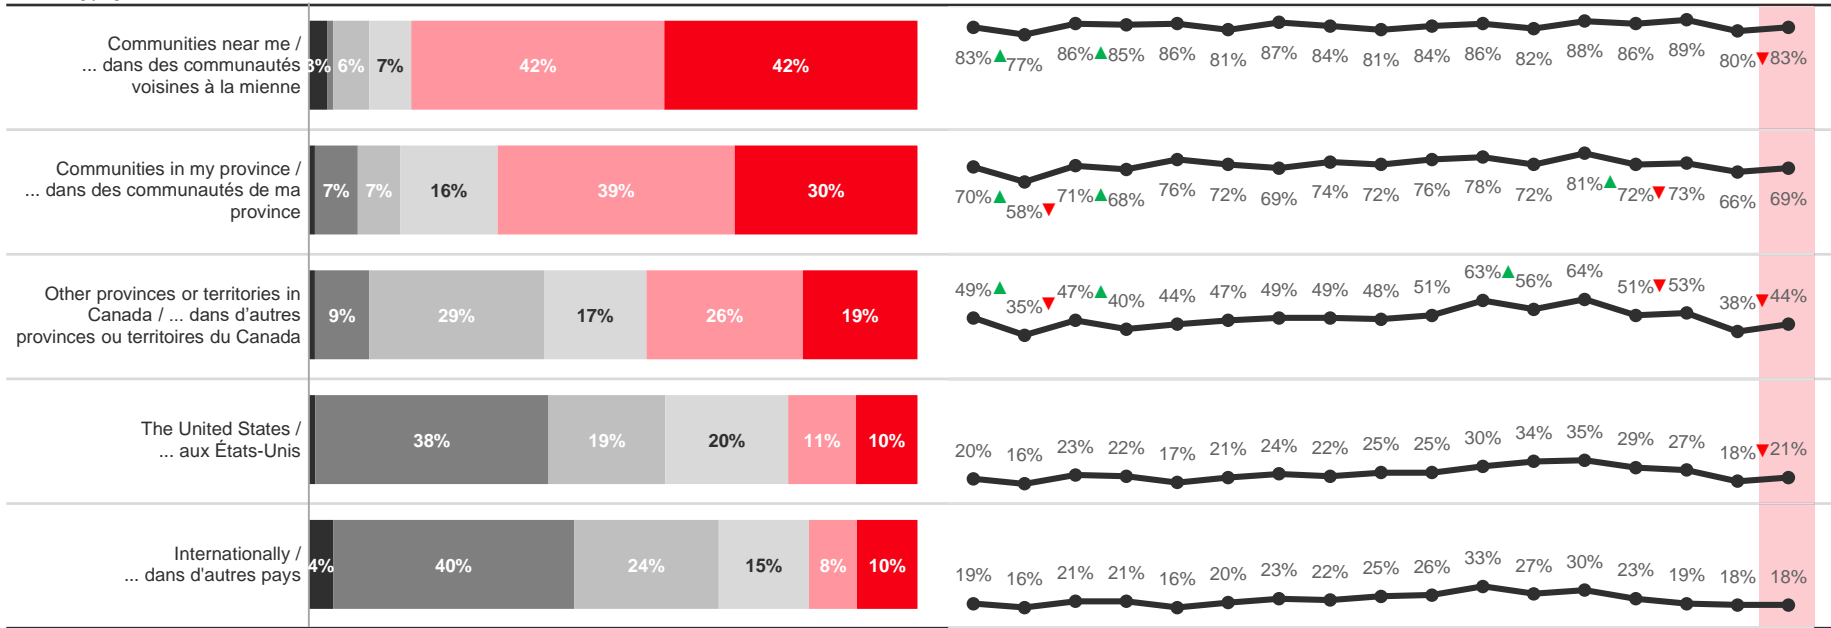 Communities near me /
... dans des communautés
voisines à la mienne
3% 6% 7% 42% 42%
83% 77% 86% 85% 86% 81% 87% 84% 81% 84% 86% 82% 88% 86% 89% 80% 83%
Communities in my province /
... dans des communautés de ma
province
7% 7% 16% 39% 30%
70% 58% 71% 68% 76% 72% 69% 74% 72% 76% 78% 72% 81% 72% 73% 66% 69%
Other provinces or territories in
Canada / ... dans d'autres
provinces ou territoires du Canada
9% 29% 17% 26% 19%
49% 35% 47% 40% 44% 47% 49% 49% 48% 51% 63% 56% 64% 51% 53% 38% 44%
The United States /
... aux États-Unis
38% 19% 20% 11% 10%
20% 16% 23% 22% 17% 21% 24% 22% 25% 25% 30% 34% 35% 29% 27% 18% 21%
Internationally /
... dans d'autres pays
4% 40% 24% 15% 8% 10%
19% 16% 21% 21% 16% 20% 23% 22% 25% 26% 33% 27% 30% 23% 19% 18% 18%